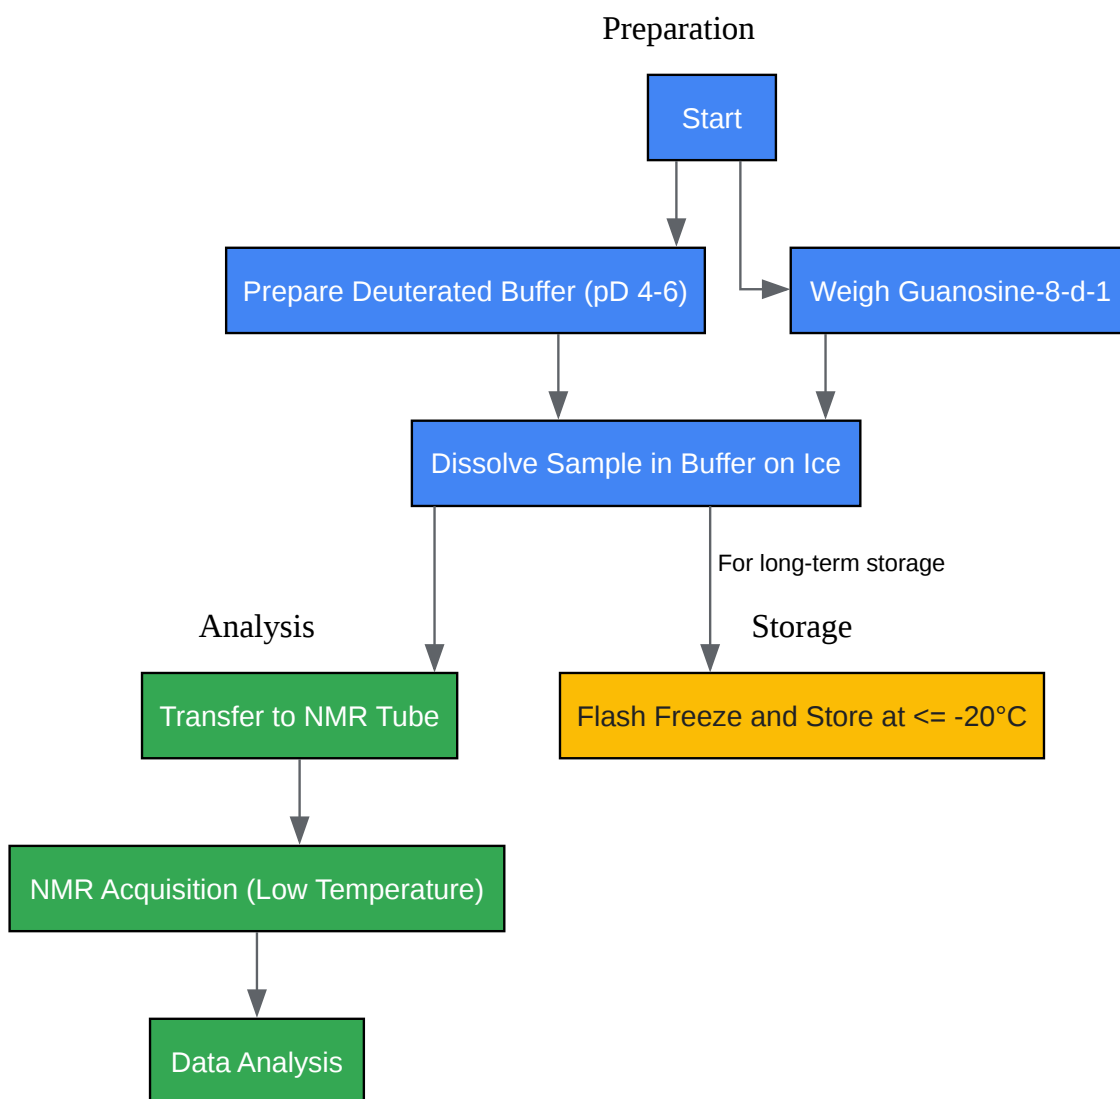 Preparation
Start
Prepare Deuterated Buffer (pD 4-6)
Weigh Guanosine-8-d-1
Dissolve Sample in Buffer on Ice
For long-term storage
Analysis
Storage
Transfer to NMR Tube
Flash Freeze and Store at <= -20°C
NMR Acquisition (Low Temperature)
Data Analysis